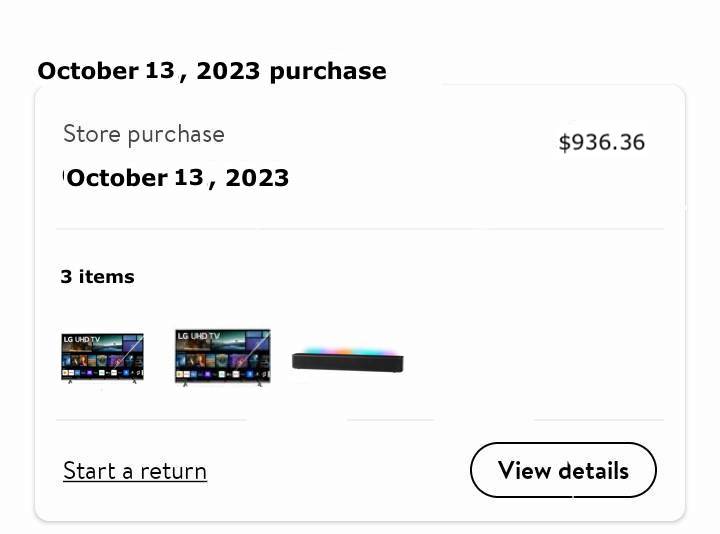 October 13, 2023 purchase
Store purchase
$936.36
October 13, 2023
3 items
LG UHD TV
LG UHD TV
Start a return
View details